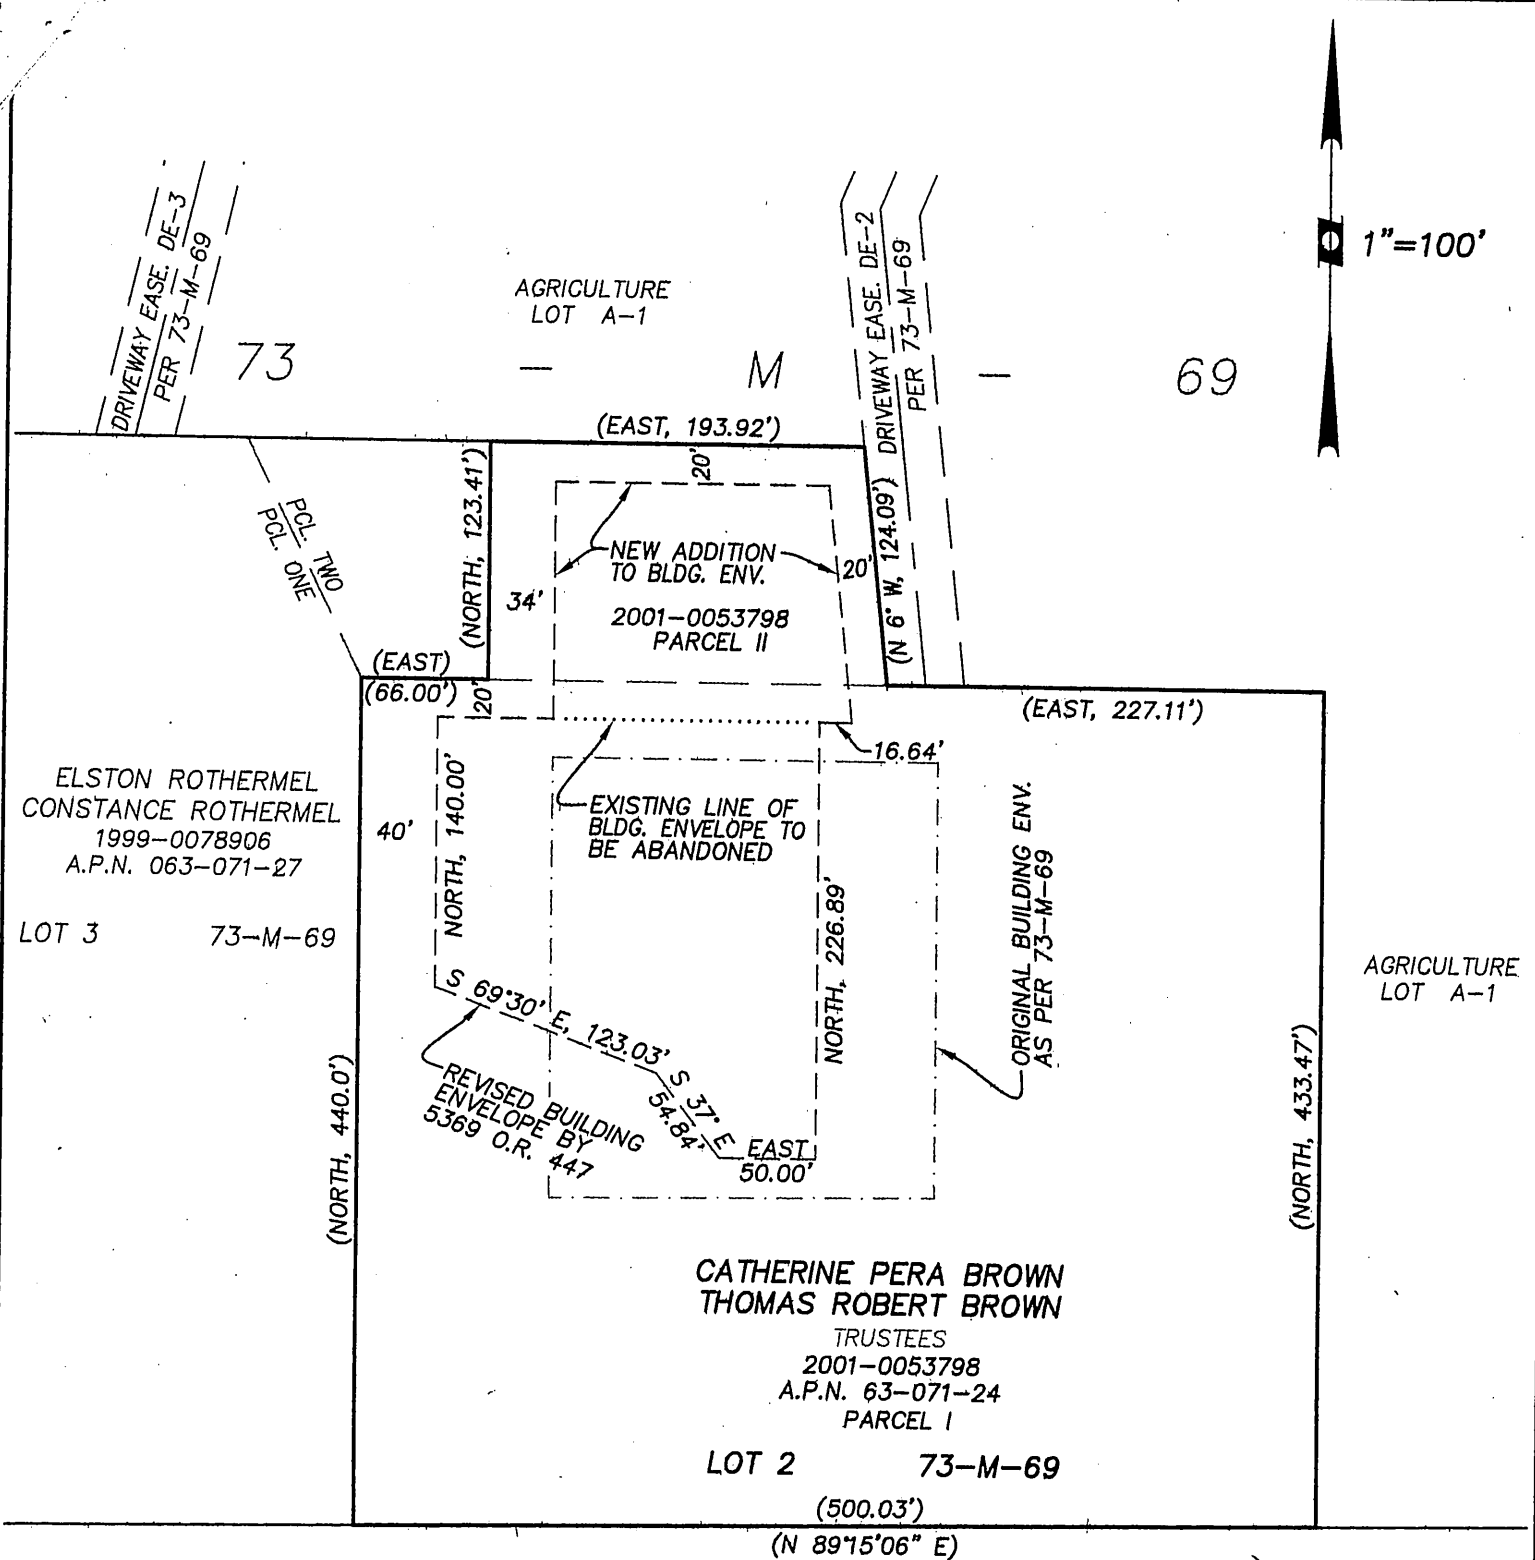 1"=100'
DRIVEWAY EASE. DE-3
PER 73-M-69
AGRICULTURE
LOT A-1
DRIVEWAY EASE. DE-2
PER 73-M-69
73 - M - 69
(EAST, 193.92')
20'
(NORTH, 123.41')
(N 6° W, 124.09')
PCL. TWO
PCL. ONE
NEW ADDITION
TO BLDG. ENV.
20'
34'
2001-0053798
PARCEL II
(EAST)
(66.00')
20'
(EAST, 227.11')
16.64'
ELSTON ROTHERMEL
CONSTANCE ROTHERMEL
1999-0078906
A.P.N. 063-071-27
LOT 3 73-M-69
40'
NORTH, 140.00'
EXISTING LINE OF
BLDG. ENVELOPE TO
BE ABANDONED
NORTH, 226.89'
ORIGINAL BUILDING ENV.
AS PER 73-M-69
AGRICULTURE
LOT A-1
S 69°30' E, 123.03'
S 37° E
54.84'
REVISED BUILDING
ENVELOPE BY
5369 O.R. 447
EAST
50.00'
(NORTH, 440.0')
(NORTH, 433.47')
CATHERINE PERA BROWN
THOMAS ROBERT BROWN
TRUSTEES
2001-0053798
A.P.N. 63-071-24
PARCEL I
LOT 2 73-M-69
(500.03')
(N 89°15'06" E)